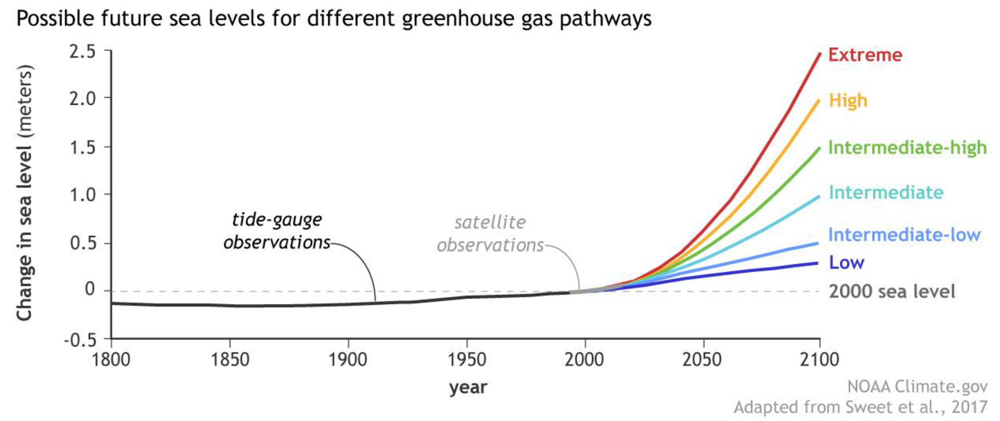 Possible future sea levels for different greenhouse gas pathways
Change in sea level (meters)
2.5
2.0
1.5
1.0
0.5
0
-0.5
tide-gauge
observations
satellite
observations
Extreme
High
Intermediate-high
Intermediate
Intermediate-low
Low
2000 sea level
1800 1850 1900 1950 2000 2050 2100
year
NOAA Climate.gov
Adapted from Sweet et al., 2017